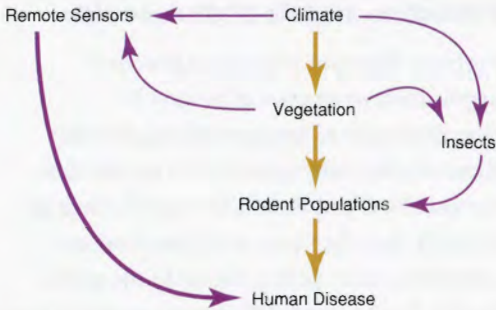 Remote Sensors
Climate
Vegetation
Insects
Rodent Populations
Human Disease